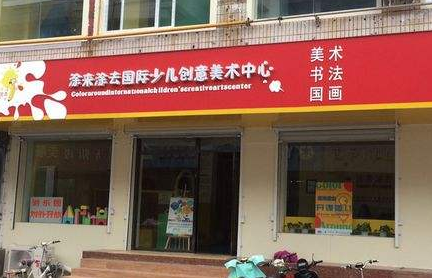 涂来涂去国际少儿创意美术中心
Coloraroundinternationalchildren'screativeartscenter
美术
书法
国画